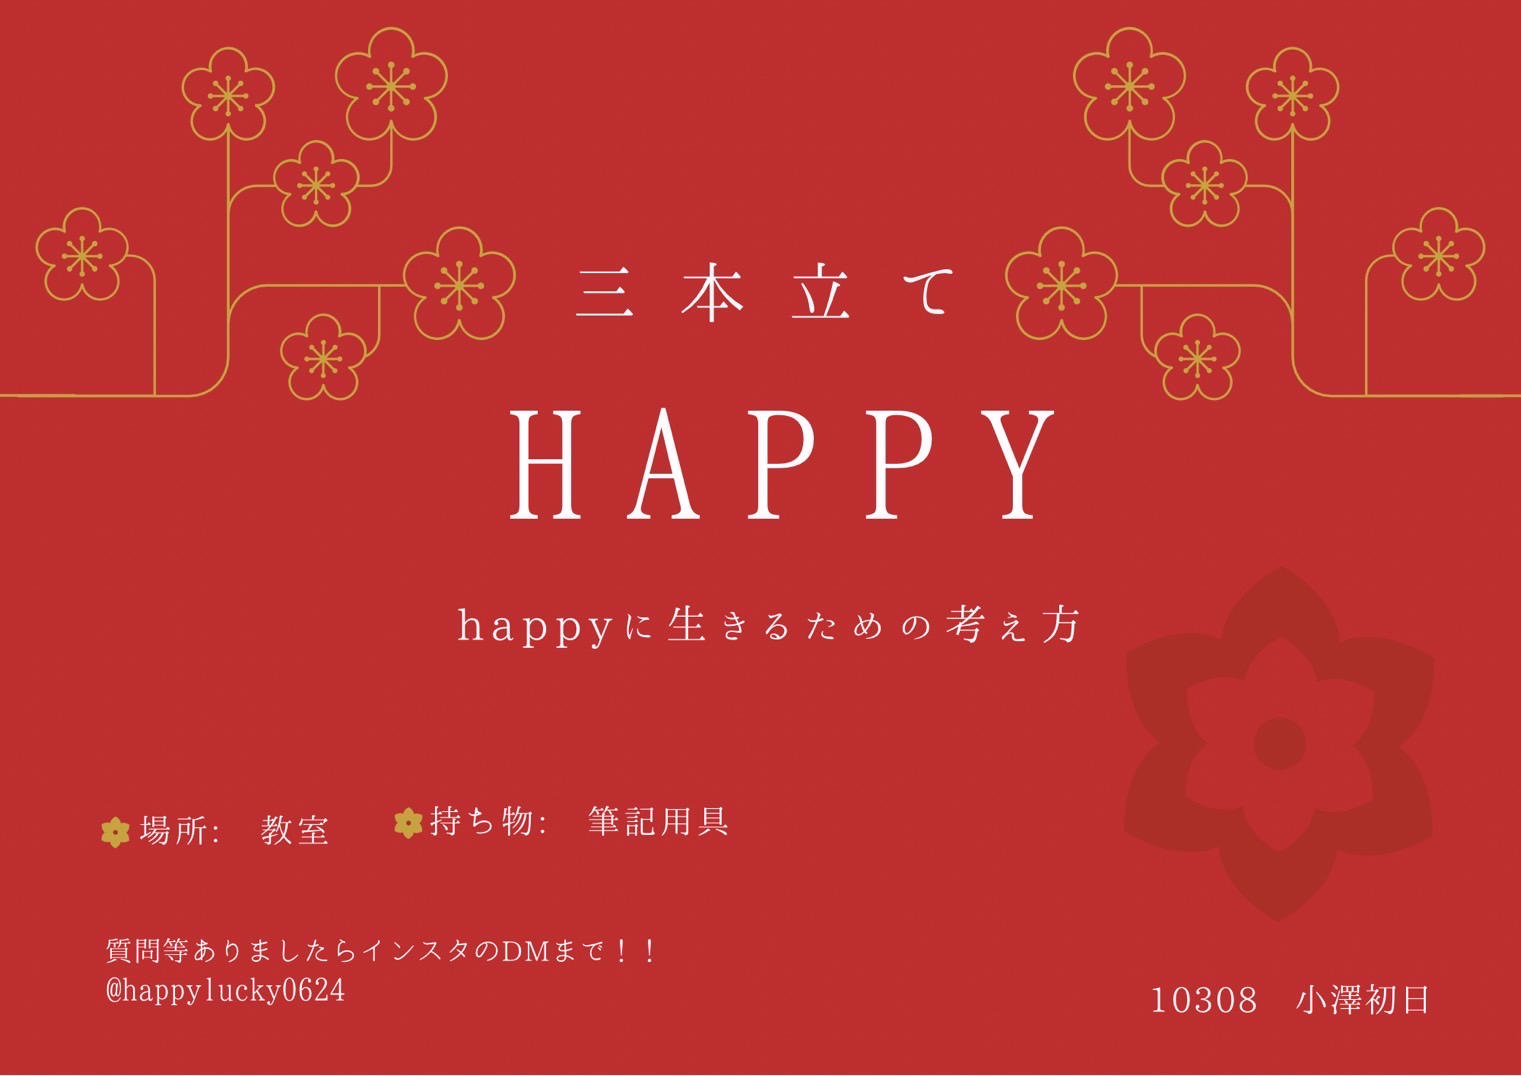 三本立て
HAPPY
happyに生きるための考え方
場所:　教室　持ち物:　筆記用具
質問等ありましたらインスタのDMまで！！
@happylucky0624
10308　小澤初日